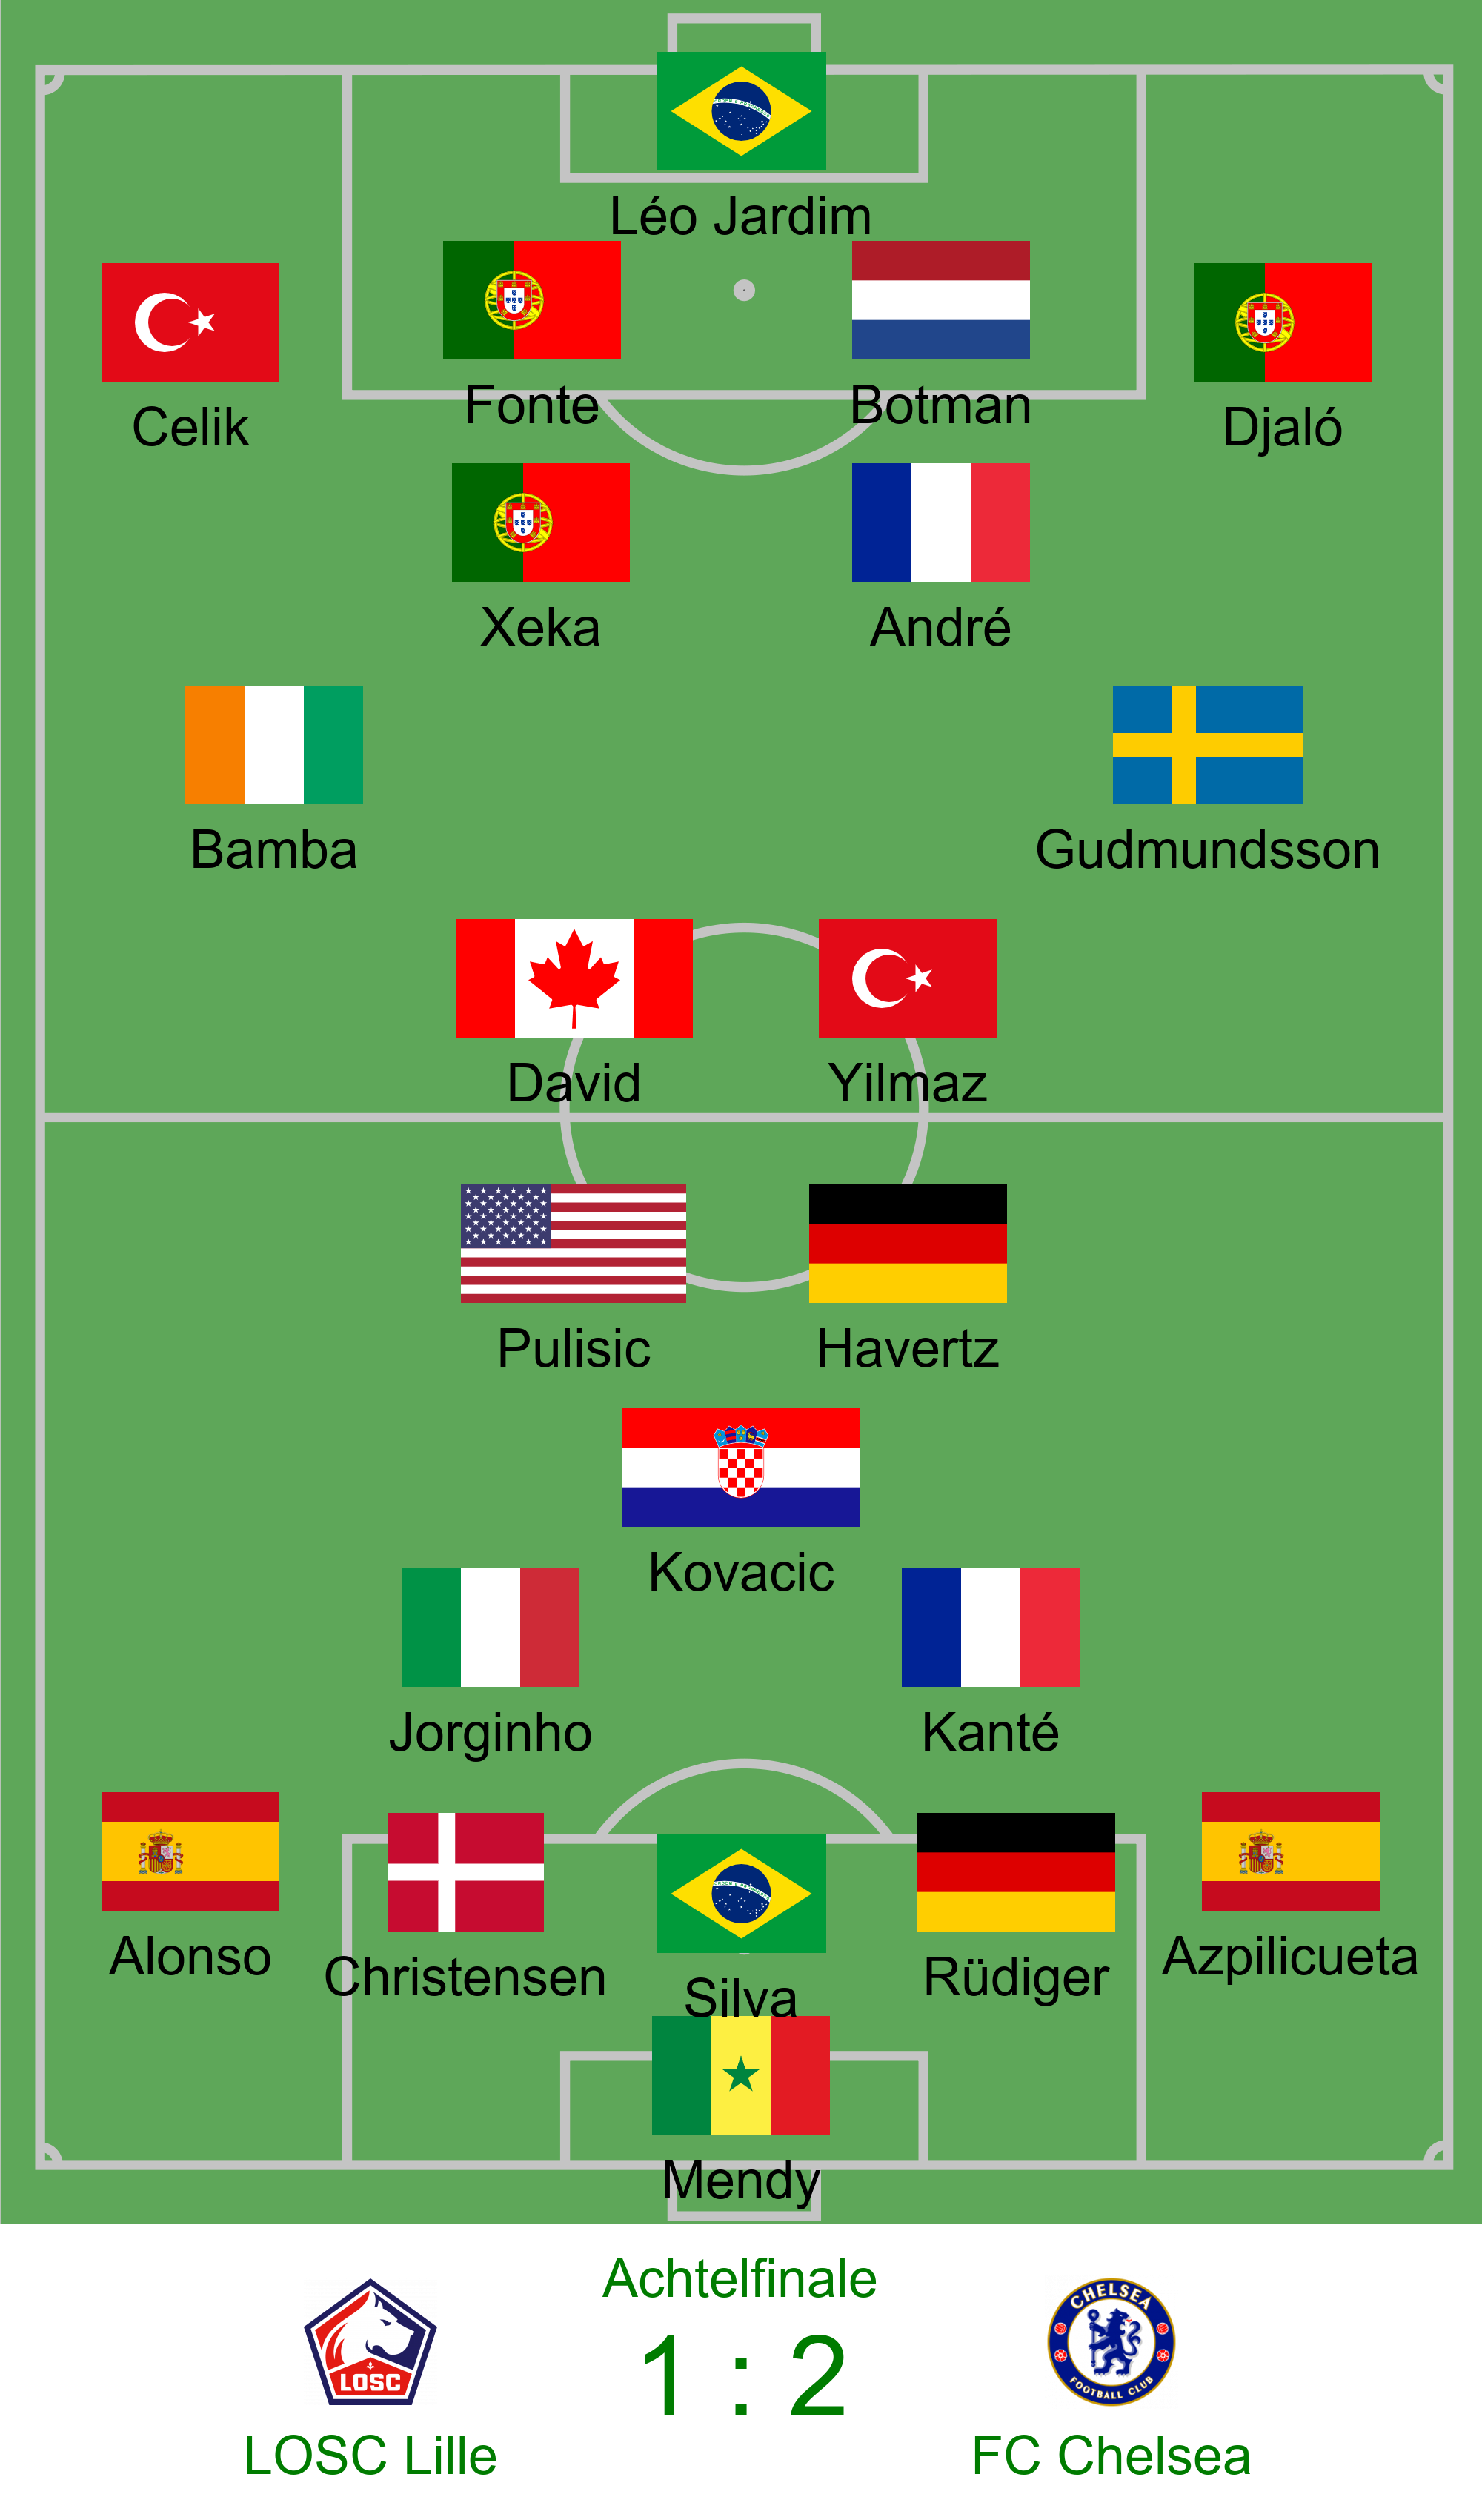 Léo Jardim
Celik
Fonte
Botman
Djaló
Xeka
André
Bamba
Gudmundsson
David
Yilmaz
Pulisic
Havertz
Kovacic
Jorginho
Kanté
Alonso
Christensen
Silva
Rüdiger
Azpilicueta
Mendy
Achtelfinale
1 : 2
LOSC
CHELSEA
FOOTBALL CLUB
LOSC Lille
FC Chelsea